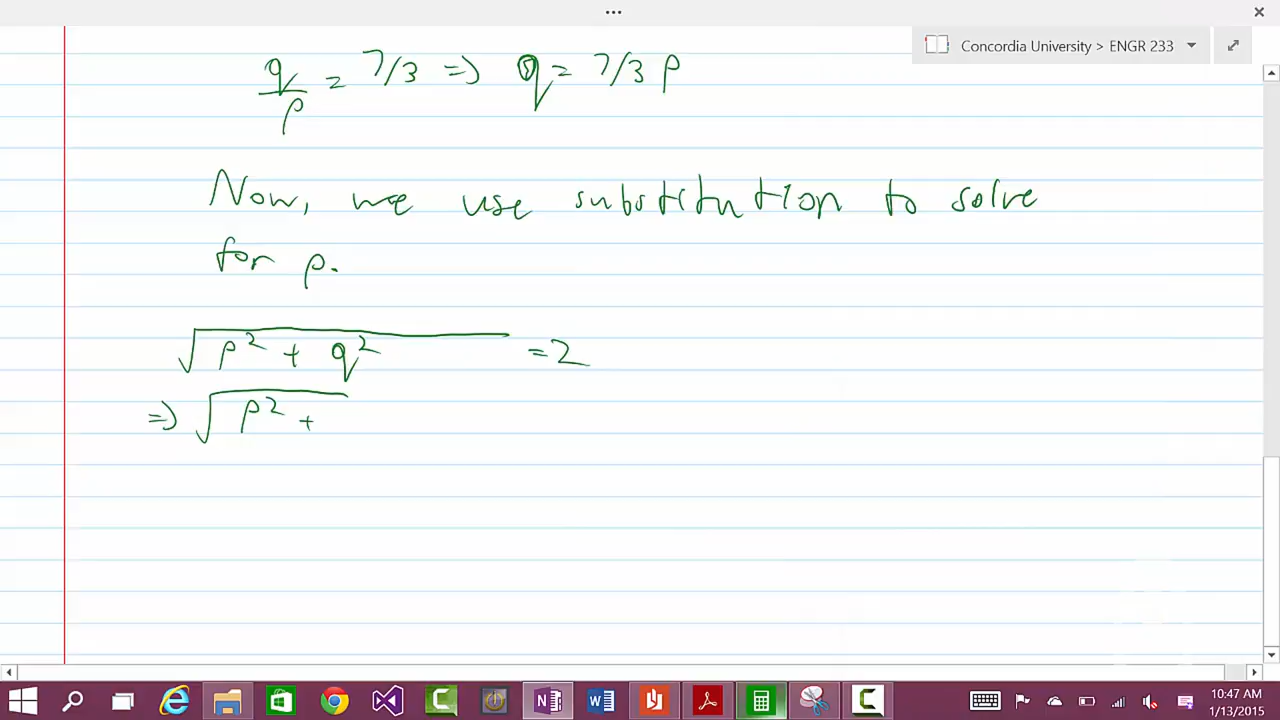 ...
Concordia University > ENGR 233
q/p = 7/3 => q = 7/3 p
Now, we use substitution to solve
for p.
√(p² + q²) = 2
=> √(p² +
10:47 AM
1/13/2015